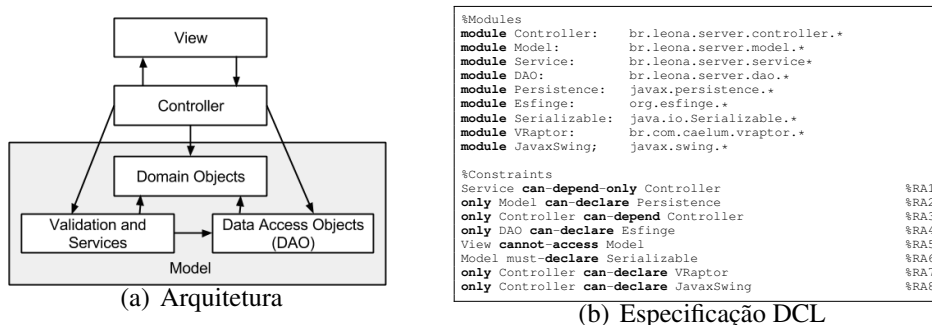 View
Controller
Domain Objects
Validation and
Services
Data Access Objects
(DAO)
Model
(a) Arquitetura
%Modules
module Controller: br.leona.server.controller.*
module Model: br.leona.server.model.*
module Service: br.leona.server.service*
module DAO: br.leona.server.dao.*
module Persistence: javax.persistence.*
module Esfinge: org.esfinge.*
module Serializable: java.io.Serializable.*
module VRaptor: br.com.caelum.vraptor.*
module JavaxSwing; javax.swing.*
%Constraints
Service can-depend-only Controller %RA1
only Model can-declare Persistence %RA2
only Controller can-depend Controller %RA3
only DAO can-declare Esfinge %RA4
View cannot-access Model %RA5
Model must-declare Serializable %RA6
only Controller can-declare VRaptor %RA7
only Controller can-declare JavaxSwing %RA8
(b) Especificação DCL